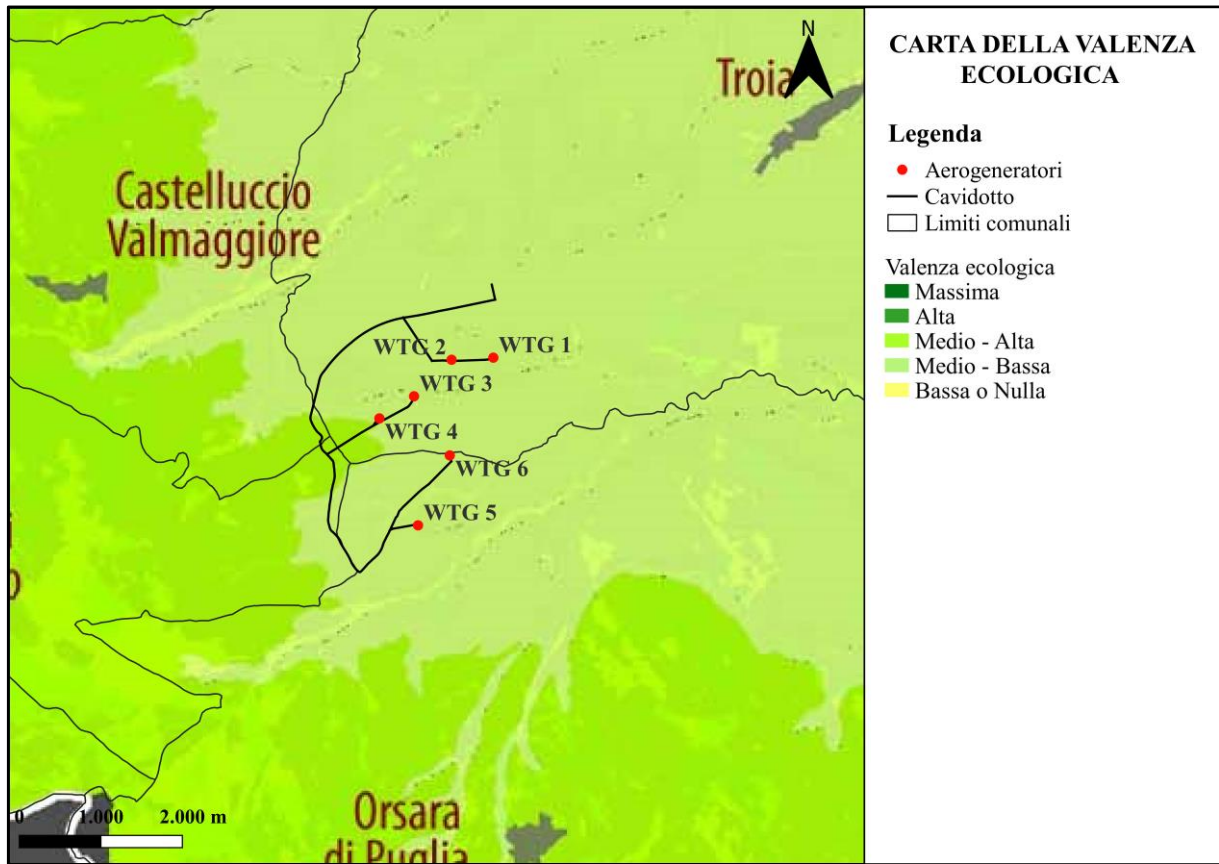 N
Troia
Castelluccio
Valmaggiore
WTG 2
WTG 1
WTG 3
WTG 4
WTG 6
WTG 5
Orsara
di Puglia
0 1.000 2.000 m
CARTA DELLA VALENZA
ECOLOGICA
Legenda
Aerogeneratori
Cavidotto
Limiti comunali
Valenza ecologica
Massima
Alta
Medio - Alta
Medio - Bassa
Bassa o Nulla